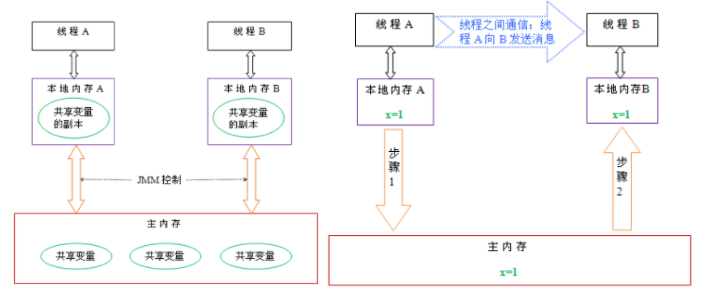 线程 A
线程 B
本地内存 A
共享变量
的副本
本地内存 B
共享变量
的副本
JMM 控制
主内存
共享变量
共享变量
共享变量
线程 A
线程之间通信：线
程 A 向 B 发送消息
线程 B
本地内存 A
x=1
本地内存B
x=1
步
骤
1
步
骤
2
主内存
x=1